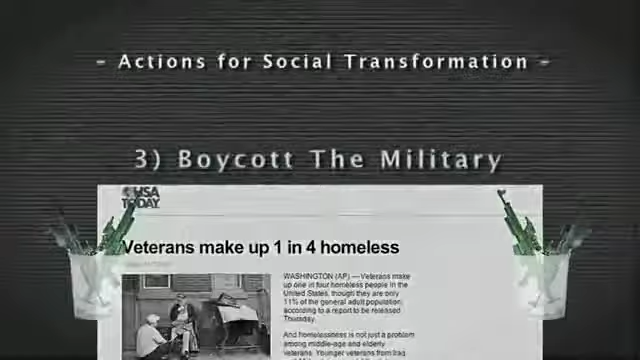 - Actions for Social Transformation -
3) Boycott The Military
USA
TODAY.
Veterans make up 1 in 4 homeless
WASHINGTON (AP) — Veterans make
up one in four homeless people in the
United States, though they are only
11% of the general adult population,
according to a report to be released
Thursday.
And homelessness is not just a problem
among middle-age and elderly
veterans. Younger veterans from Iraq